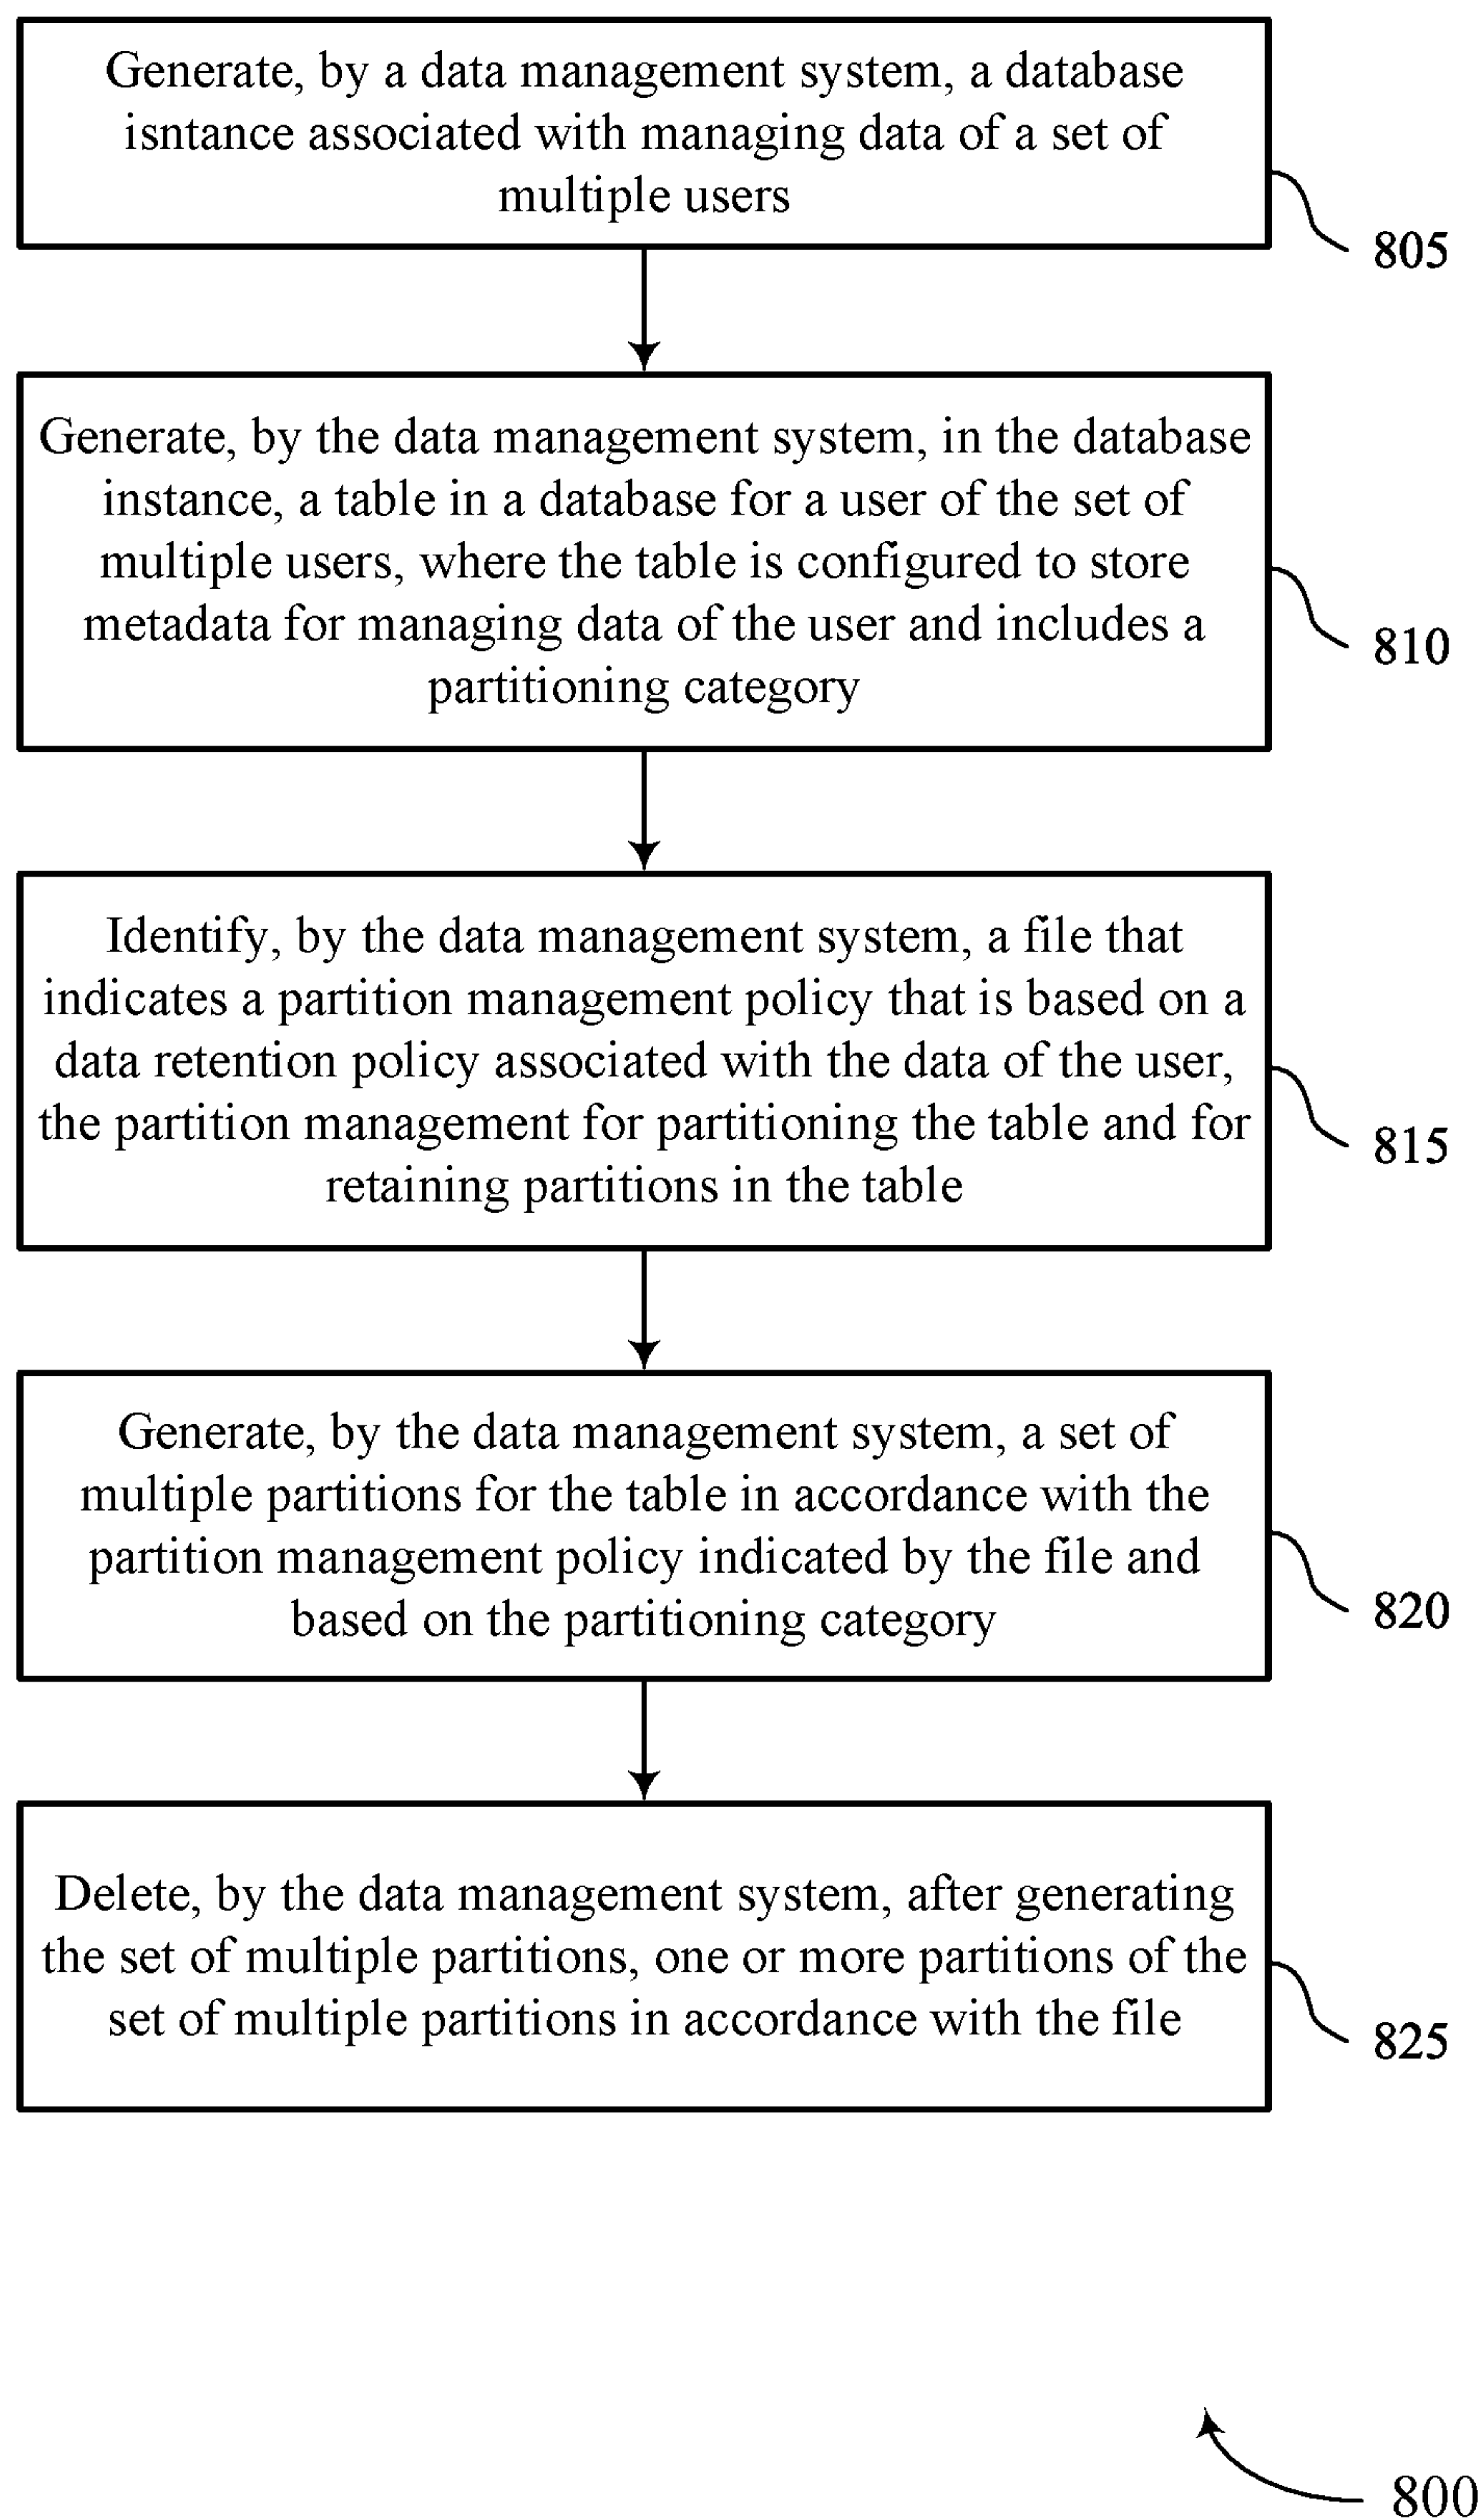 Generate, by a data management system, a database
isntance associated with managing data of a set of
multiple users
805
Generate, by the data management system, in the database
instance, a table in a database for a user of the set of
multiple users, where the table is configured to store
metadata for managing data of the user and includes a
partitioning category
810
Identify, by the data management system, a file that
indicates a partition management policy that is based on a
data retention policy associated with the data of the user,
the partition management for partitioning the table and for
retaining partitions in the table
815
Generate, by the data management system, a set of
multiple partitions for the table in accordance with the
partition management policy indicated by the file and
based on the partitioning category
820
Delete, by the data management system, after generating
the set of multiple partitions, one or more partitions of the
set of multiple partitions in accordance with the file
825
800